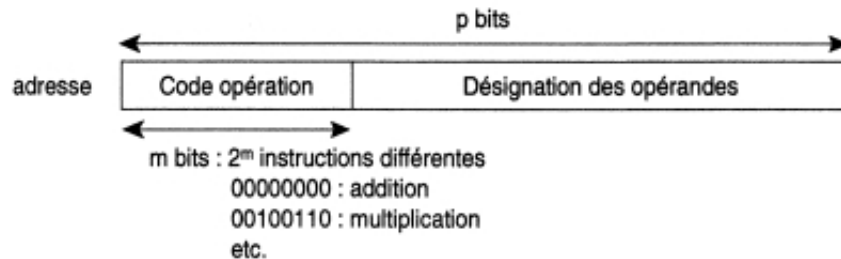 p bits
adresse Code opération Désignation des opérandes
m bits : 2ᵐ instructions différentes
00000000 : addition
00100110 : multiplication
etc.